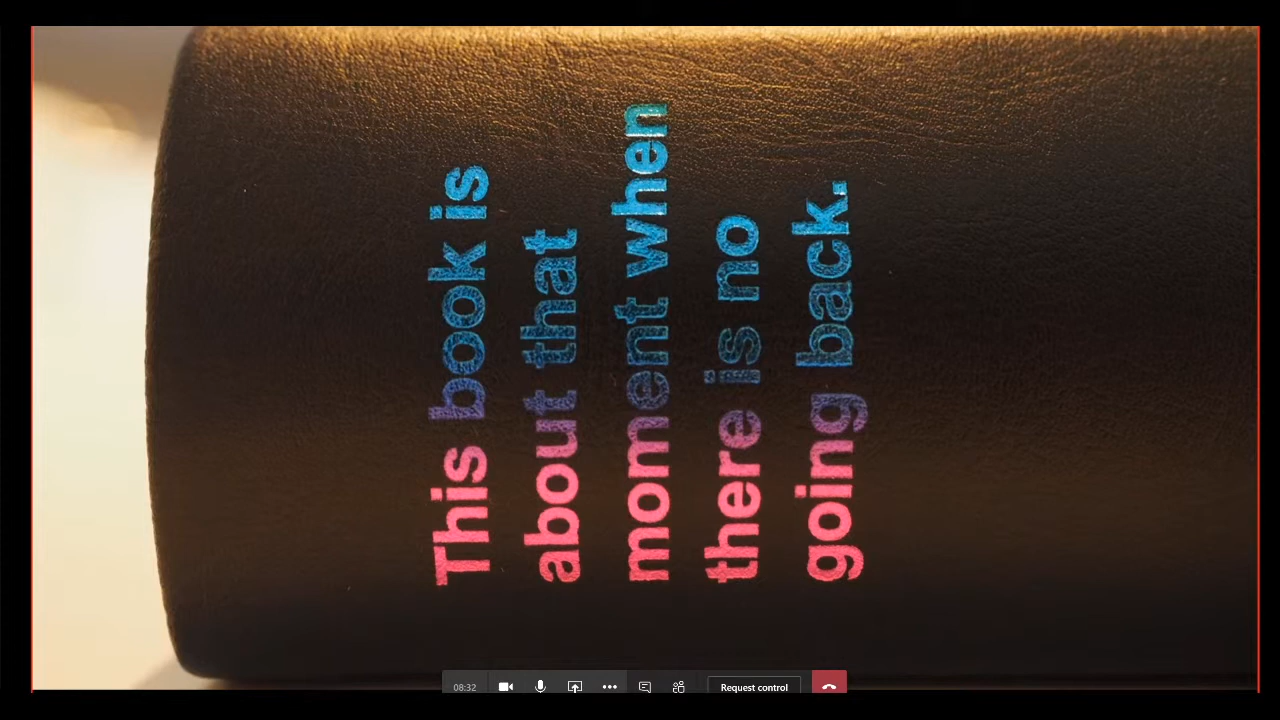 This book is
about that
moment when
there is no
going back.
08:32
Request control